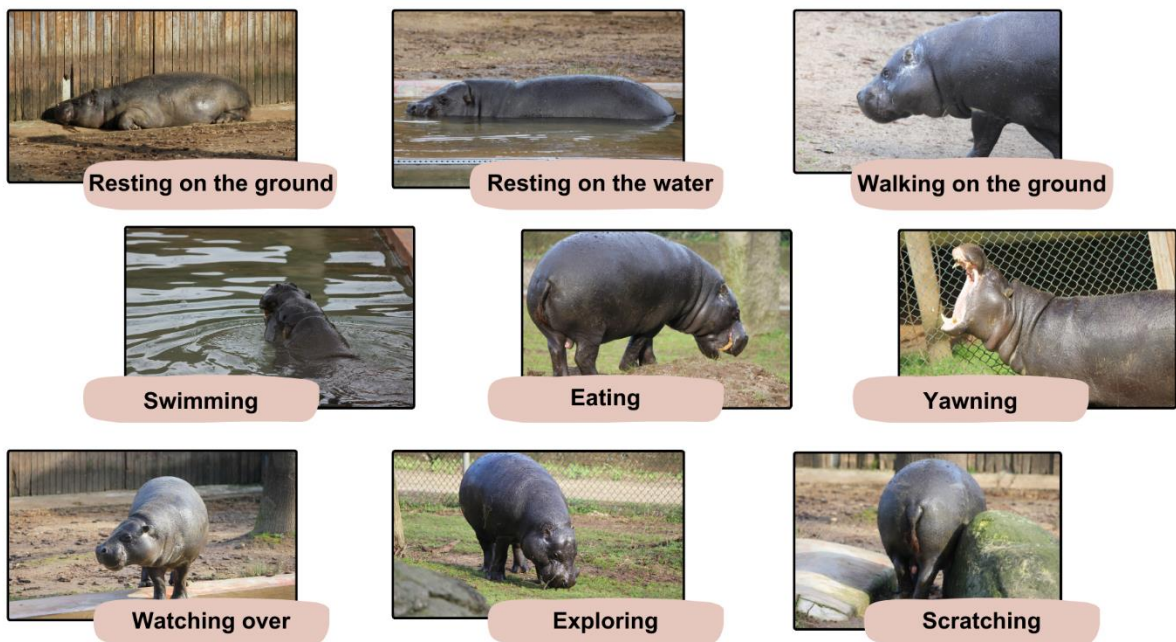 Resting on the ground
Resting on the water
Walking on the ground
Swimming
Eating
Yawning
Watching over
Exploring
Scratching